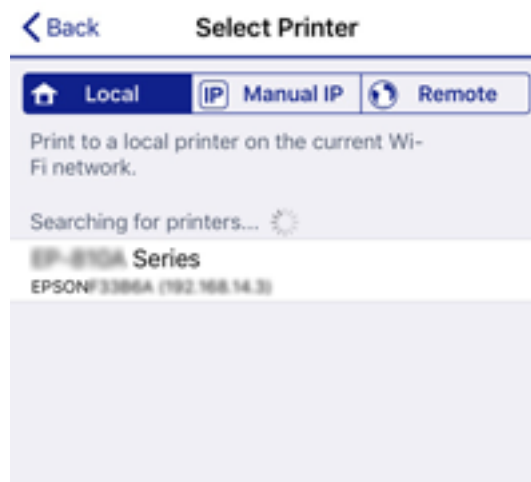 Back Select Printer
Local IP Manual IP Remote
Print to a local printer on the current Wi-
Fi network.
Searching for printers...
Series
EPSON